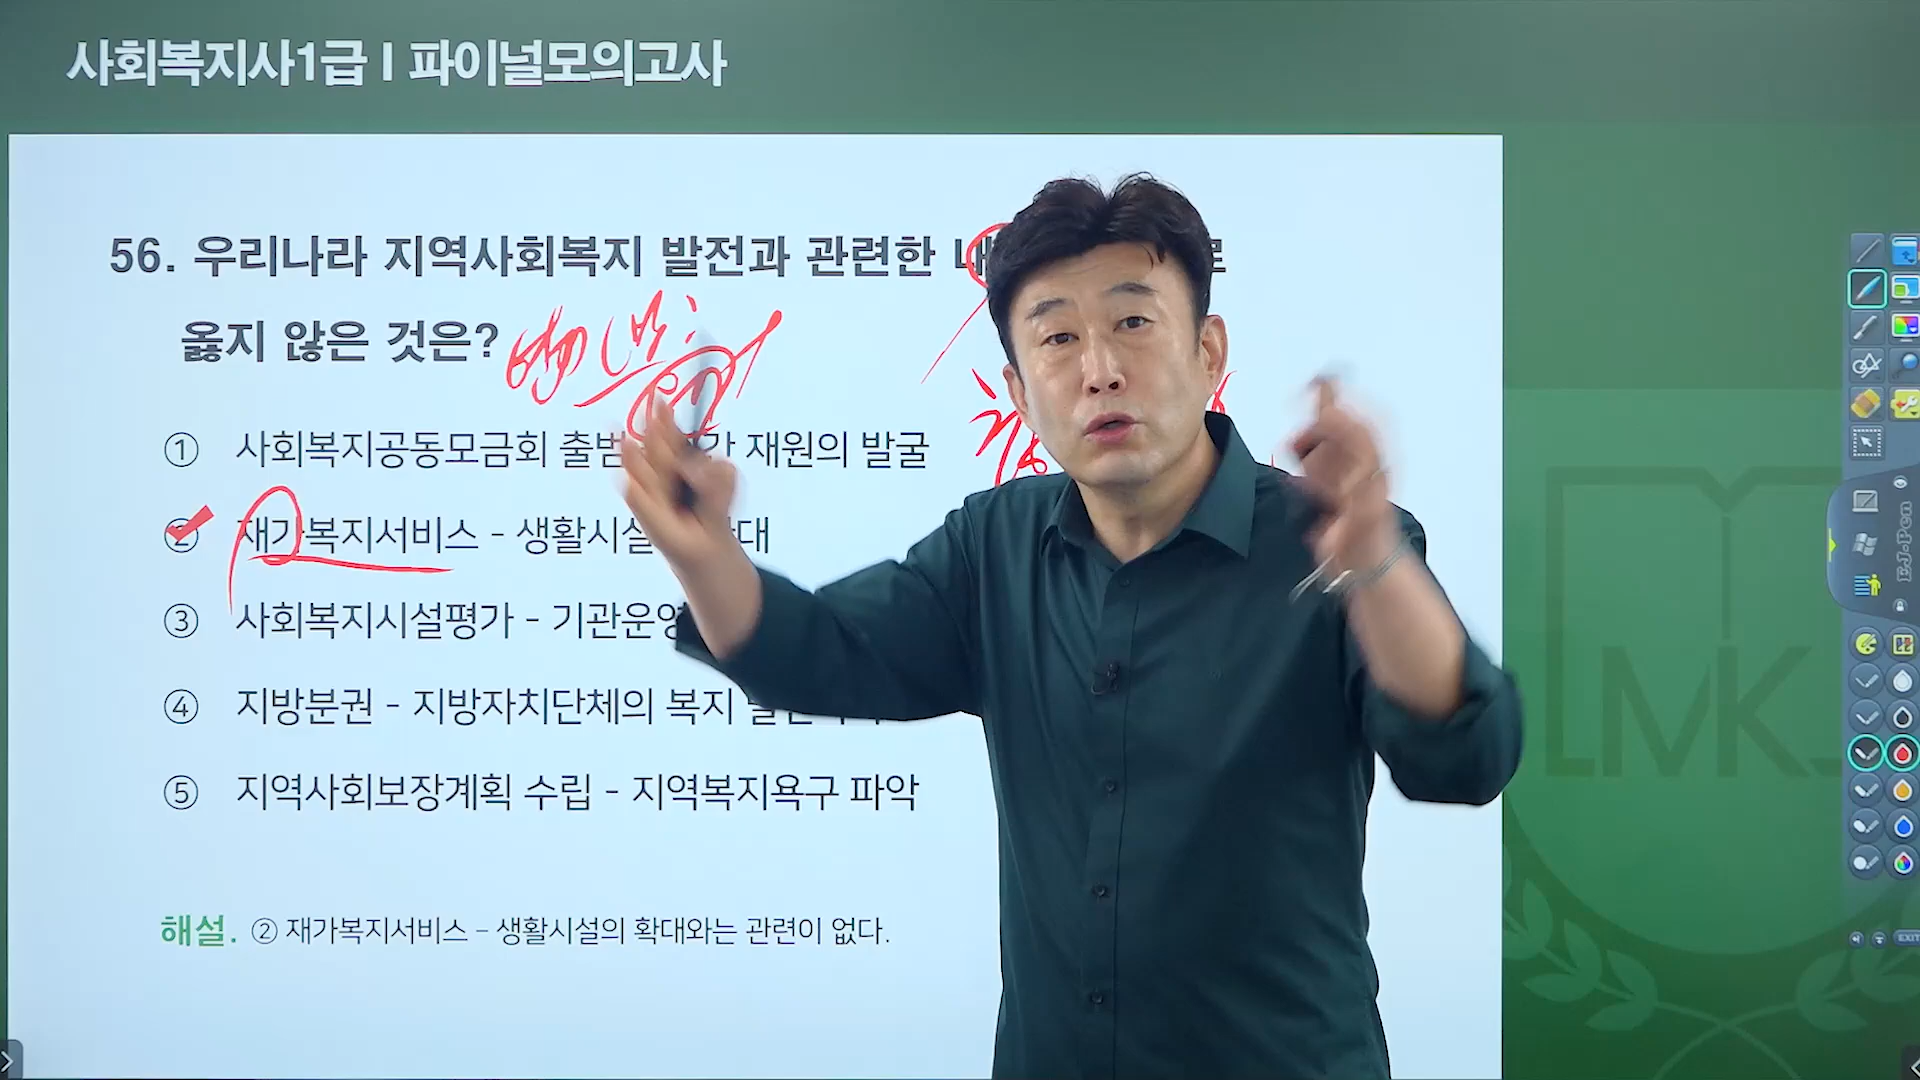 사회복지사1급 I 파이널모의고사
56. 우리나라 지역사회복지 발전과 관련한
옳지 않은 것은?
① 사회복지공동모금회 출범 재원의 발굴
② 재가복지서비스 - 생활시설 확대
③ 사회복지시설평가 - 기관운영
④ 지방분권 - 지방자치단체의 복지
⑤ 지역사회보장계획 수립 - 지역복지욕구 파악
해설. ② 재가복지서비스 - 생활시설의 확대와는 관련이 없다.
EJ-Pen
EXIT
MK